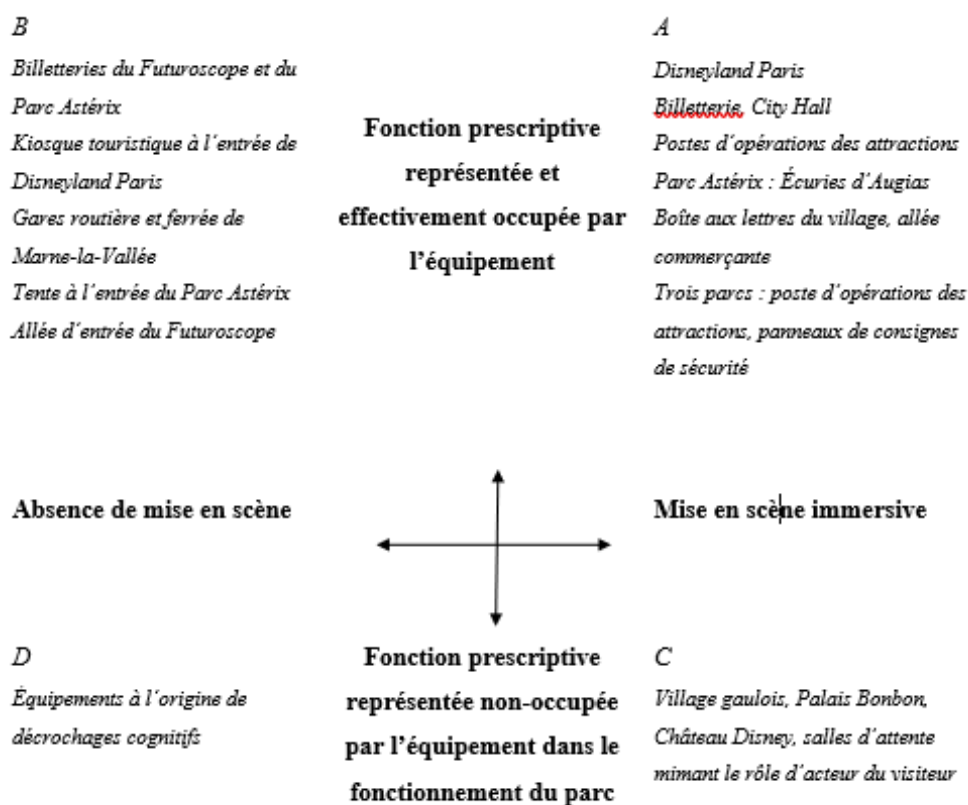 B
Billetteries du Futuroscope et du
Parc Astérix
Kiosque touristique à l'entrée de
Disneyland Paris
Gares routière et ferrée de
Marne-la-Vallée
Tente à l'entrée du Parc Astérix
Allée d'entrée du Futuroscope
Fonction prescriptive
représentée et
effectivement occupée par
l'équipement
A
Disneyland Paris
Billetterie, City Hall
Postes d'opérations des attractions
Parc Astérix : Écuries d'Augias
Boîte aux lettres du village, allée
commerçante
Trois parcs : poste d'opérations des
attractions, panneaux de consignes
de sécurité
Absence de mise en scène
Mise en scène immersive
D
Équipements à l'origine de
décrochages cognitifs
Fonction prescriptive
représentée non-occupée
par l'équipement dans le
fonctionnement du parc
C
Village gaulois, Palais Bonbon,
Château Disney, salles d'attente
mimant le rôle d'acteur du visiteur